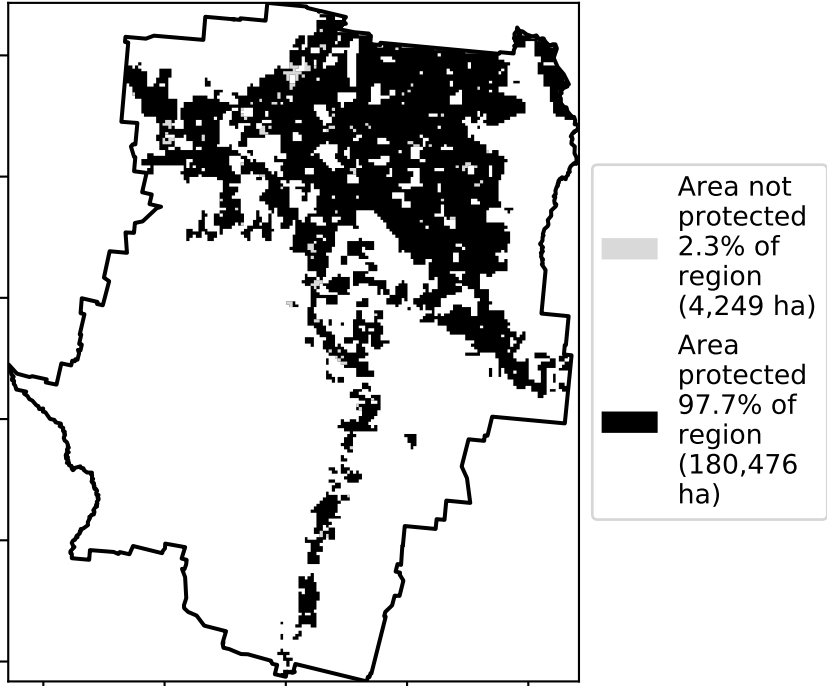 Area not
protected
2.3% of
region
(4,249 ha)
Area
protected
97.7% of
region
(180,476
ha)